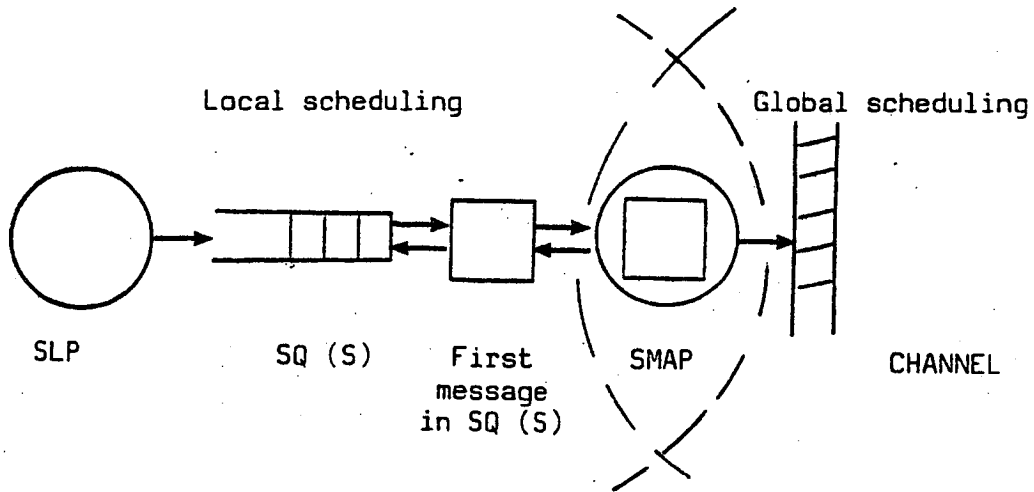 Local scheduling
Global scheduling
SLP
SQ (S)
First
message
in SQ (S)
SMAP
CHANNEL